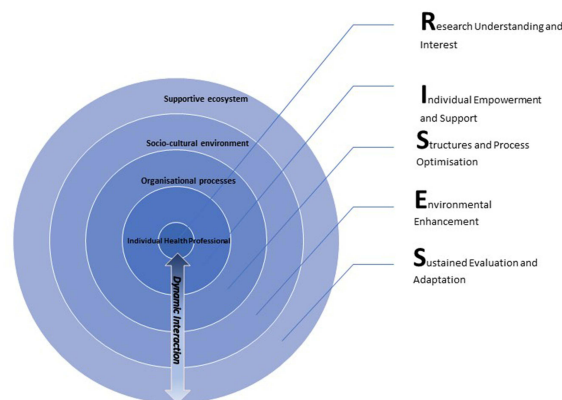 Supportive ecosystem
Socio-cultural environment
Organisational processes
Individual Health Professional
Dynamic Interaction
Research Understanding and
Interest
Individual Empowerment
and Support
Structures and Process
Optimisation
Environmental
Enhancement
Sustained Evaluation and
Adaptation